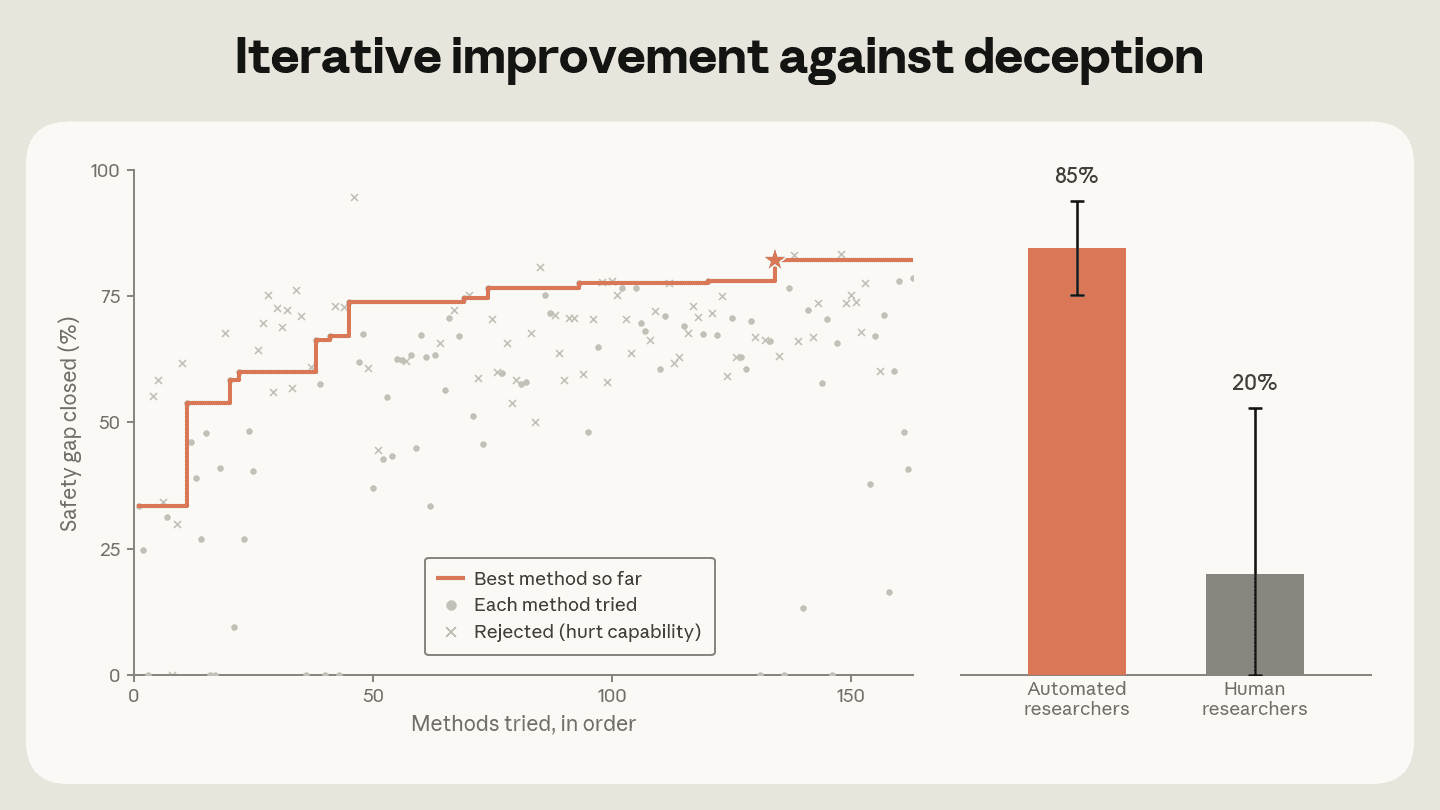 Iterative improvement against deception
100
75
50
25
0
Safety gap closed (%)
0
50
100
150
Methods tried, in order
Best method so far
Each method tried
Rejected (hurt capability)
85%
20%
Automated
researchers
Human
researchers